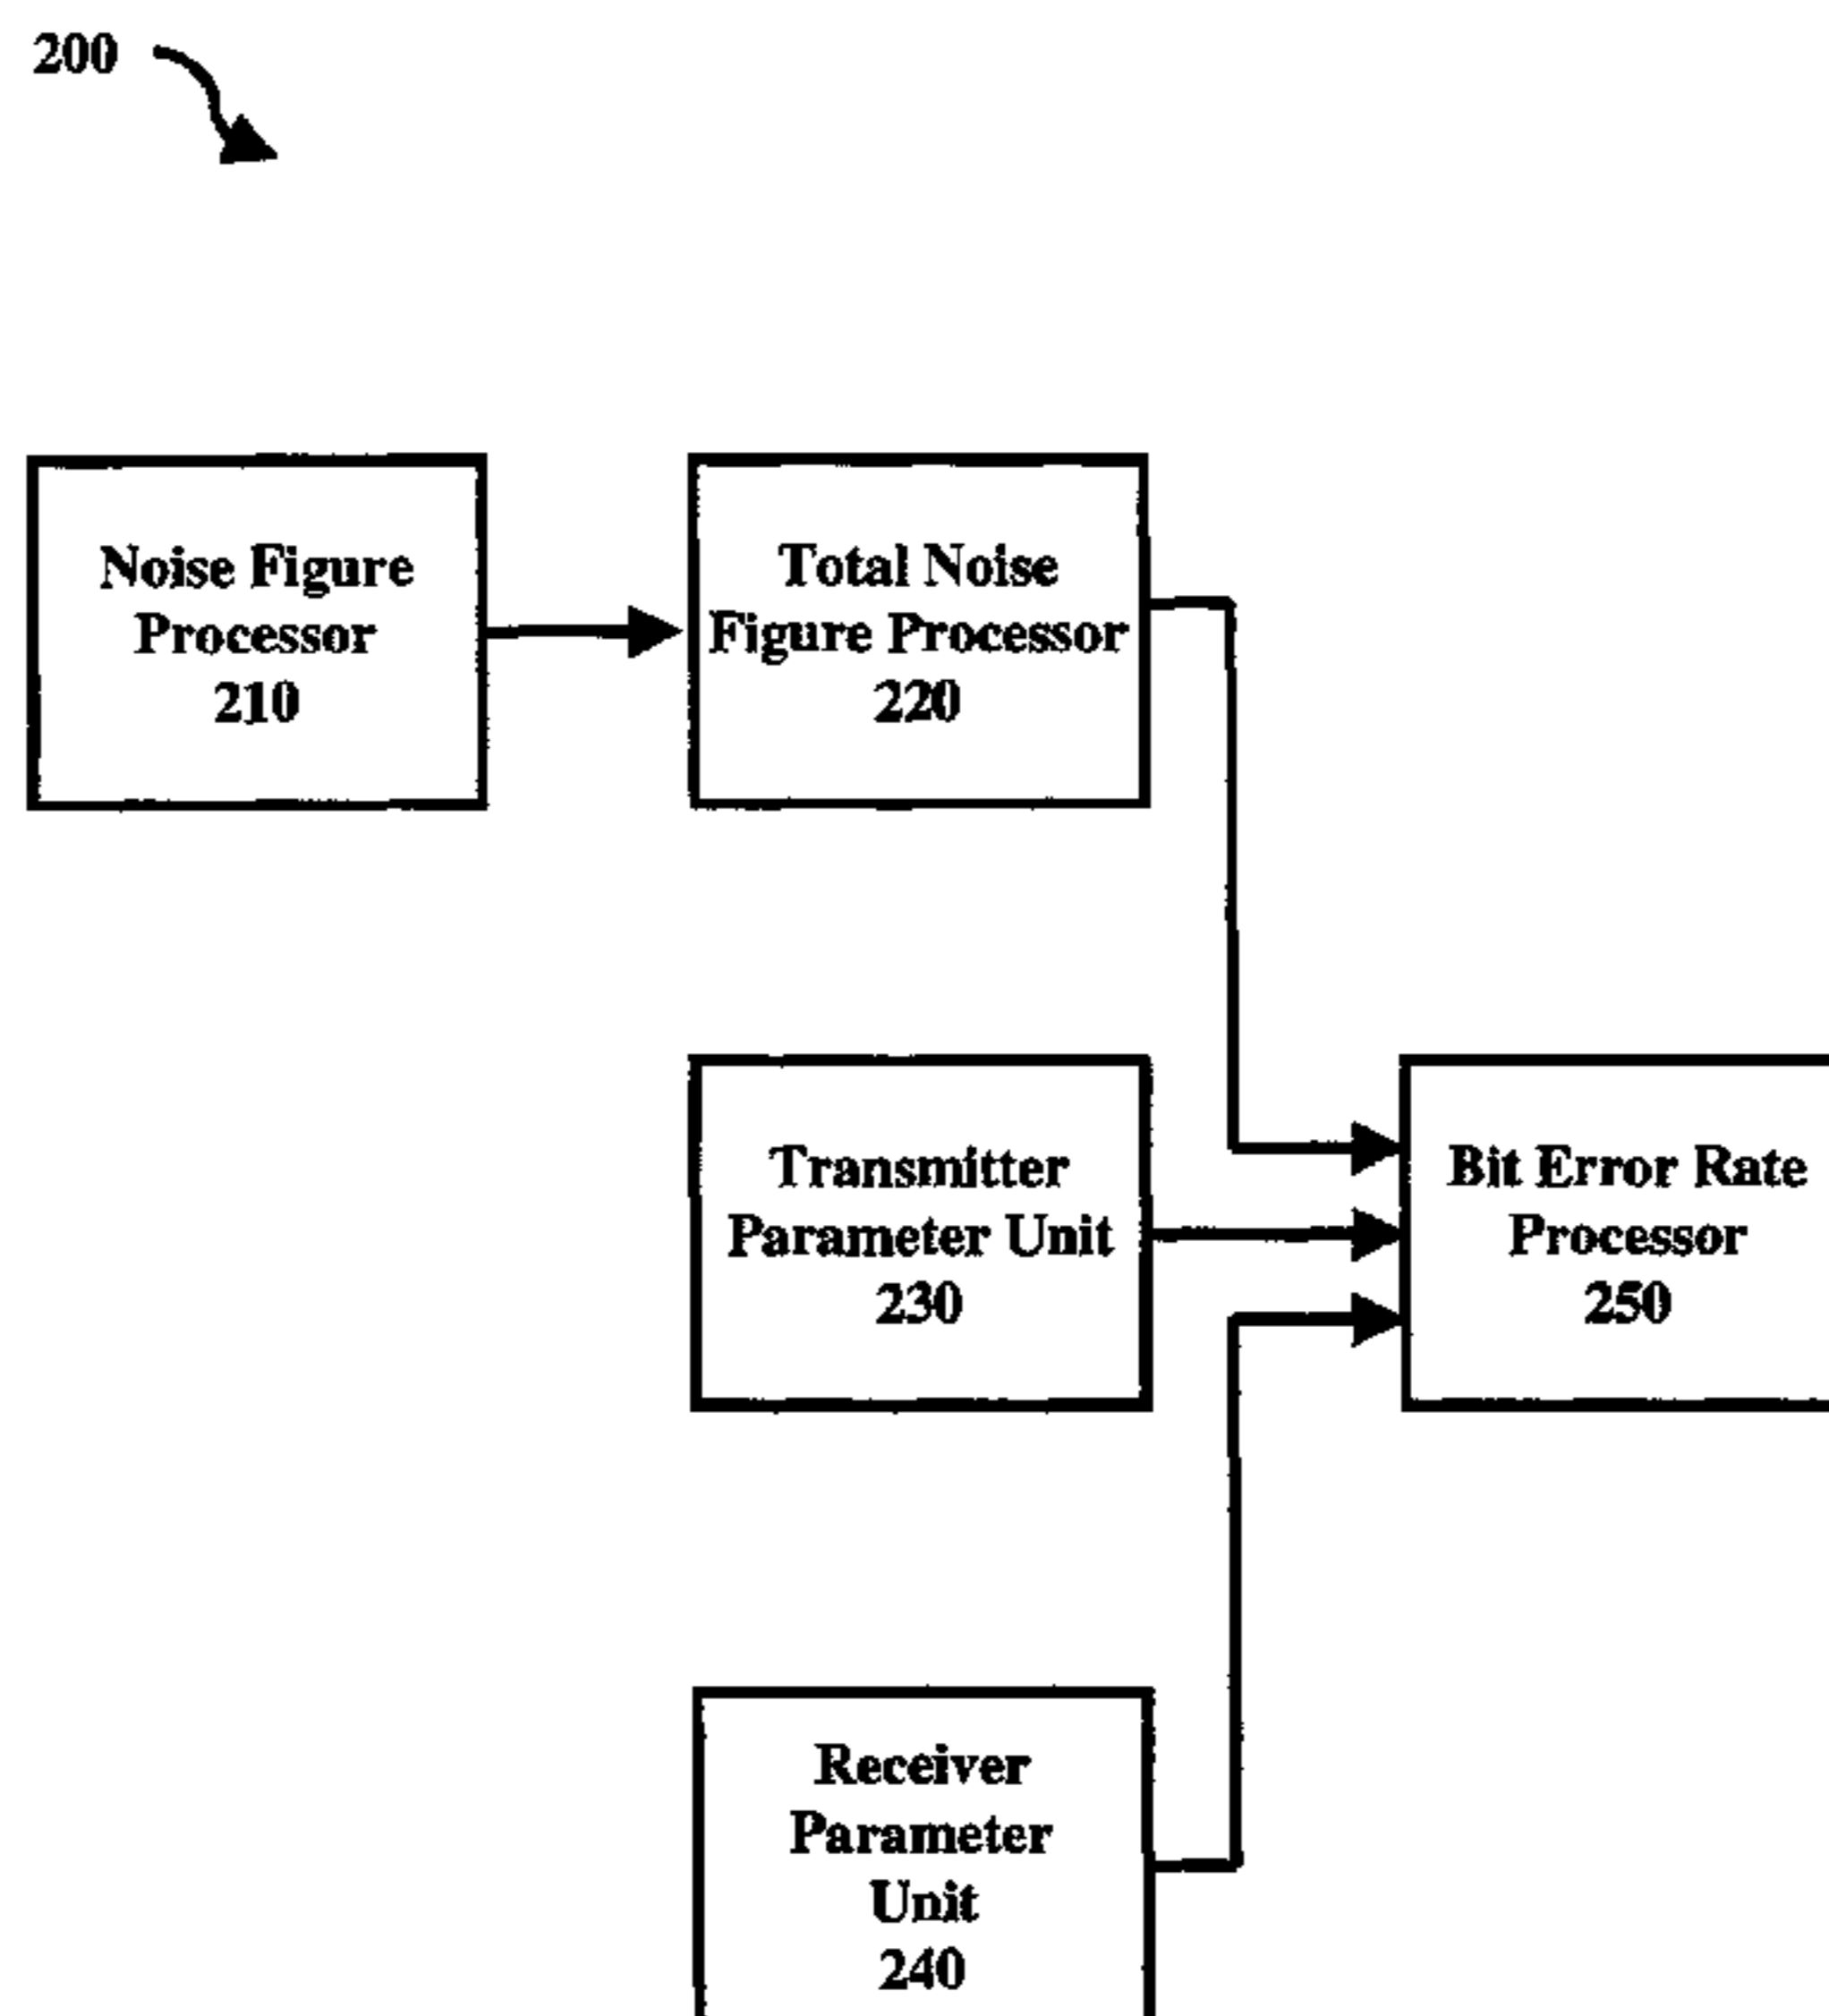 200
Noise Figure
Processor
210
Total Noise
Figure Processor
220
Transmitter
Parameter Unit
230
Bit Error Rate
Processor
250
Receiver
Parameter
Unit
240